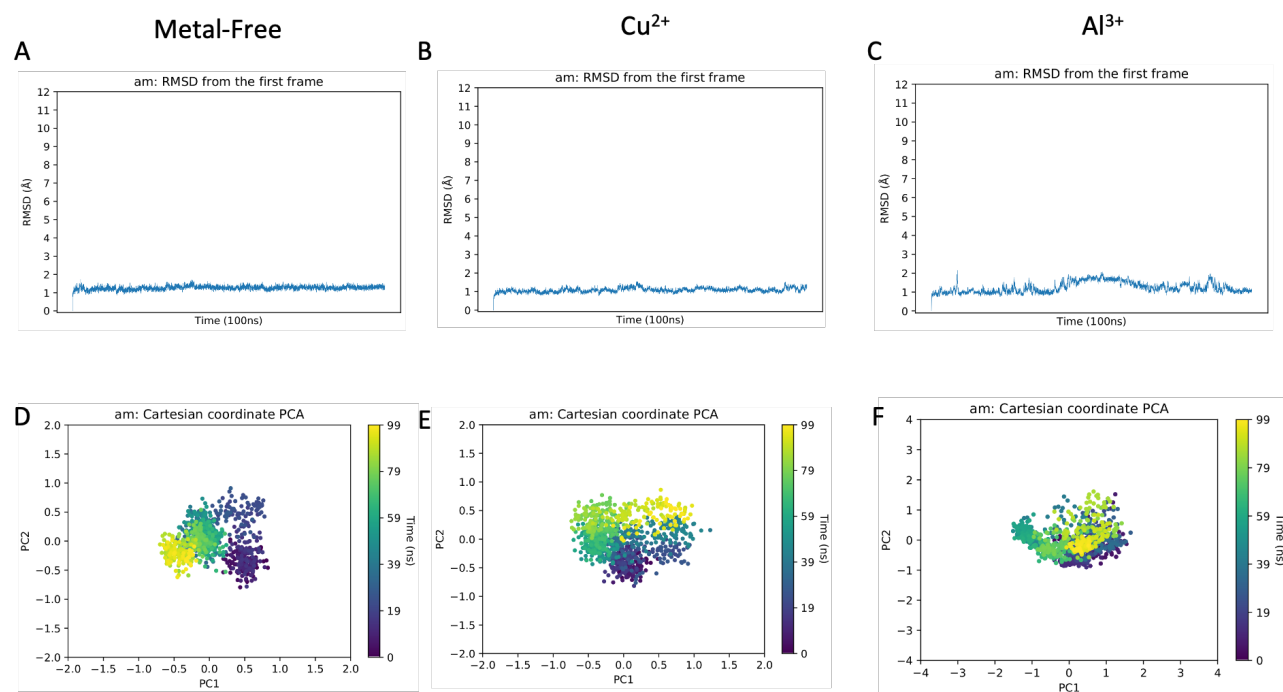 Metal-Free
Cu²⁺
Al³⁺
A
am: RMSD from the first frame
12
11
10
9
8
7
6
5
4
3
2
1
0
RMSD (Å)
Time (100ns)
B
am: RMSD from the first frame
12
11
10
9
8
7
6
5
4
3
2
1
0
RMSD (Å)
Time (100ns)
C
am: RMSD from the first frame
12
11
10
9
8
7
6
5
4
3
2
1
0
RMSD (Å)
Time (100ns)
D
am: Cartesian coordinate PCA
2.0
1.5
1.0
0.5
0.0
−0.5
−1.0
−1.5
−2.0
PC2
−2.0 −1.5 −1.0 −0.5 0.0 0.5 1.0 1.5 2.0
PC1
99
79
59
39
19
0
Time (ns)
E
am: Cartesian coordinate PCA
2.0
1.5
1.0
0.5
0.0
−0.5
−1.0
−1.5
−2.0
PC2
−2.0 −1.5 −1.0 −0.5 0.0 0.5 1.0 1.5 2.0
PC1
99
79
59
39
19
0
Time (ns)
F
am: Cartesian coordinate PCA
4
3
2
1
0
−1
−2
−3
−4
PC2
−4 −3 −2 −1 0 1 2 3 4
PC1
99
79
59
39
19
0
Time (ns)